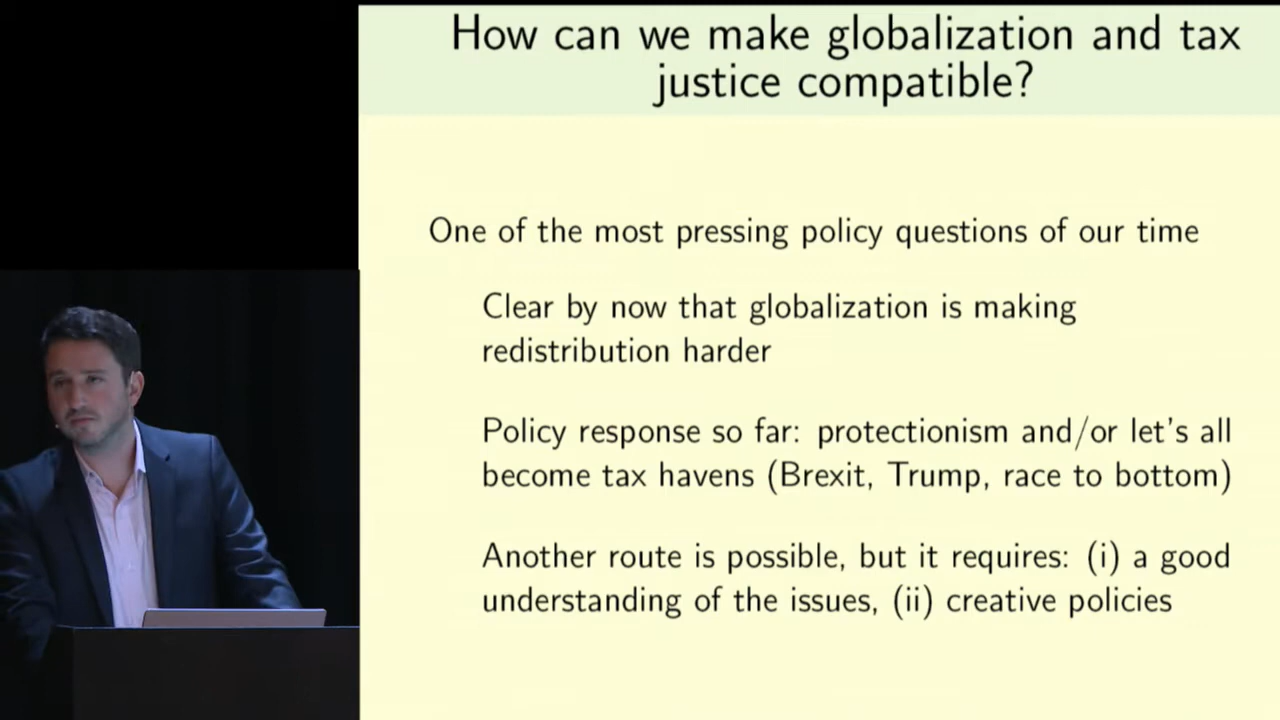 How can we make globalization and tax
justice compatible?
One of the most pressing policy questions of our time
Clear by now that globalization is making
redistribution harder
Policy response so far: protectionism and/or let's all
become tax havens (Brexit, Trump, race to bottom)
Another route is possible, but it requires: (i) a good
understanding of the issues, (ii) creative policies